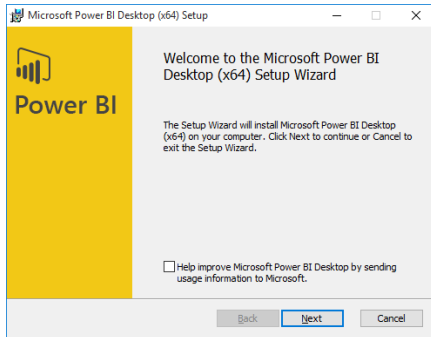 Microsoft Power BI Desktop (x64) Setup
Power BI
Welcome to the Microsoft Power BI
Desktop (x64) Setup Wizard
The Setup Wizard will install Microsoft Power BI Desktop
(x64) on your computer. Click Next to continue or Cancel to
exit the Setup Wizard.
Help improve Microsoft Power BI Desktop by sending
usage information to Microsoft.
Back Next Cancel